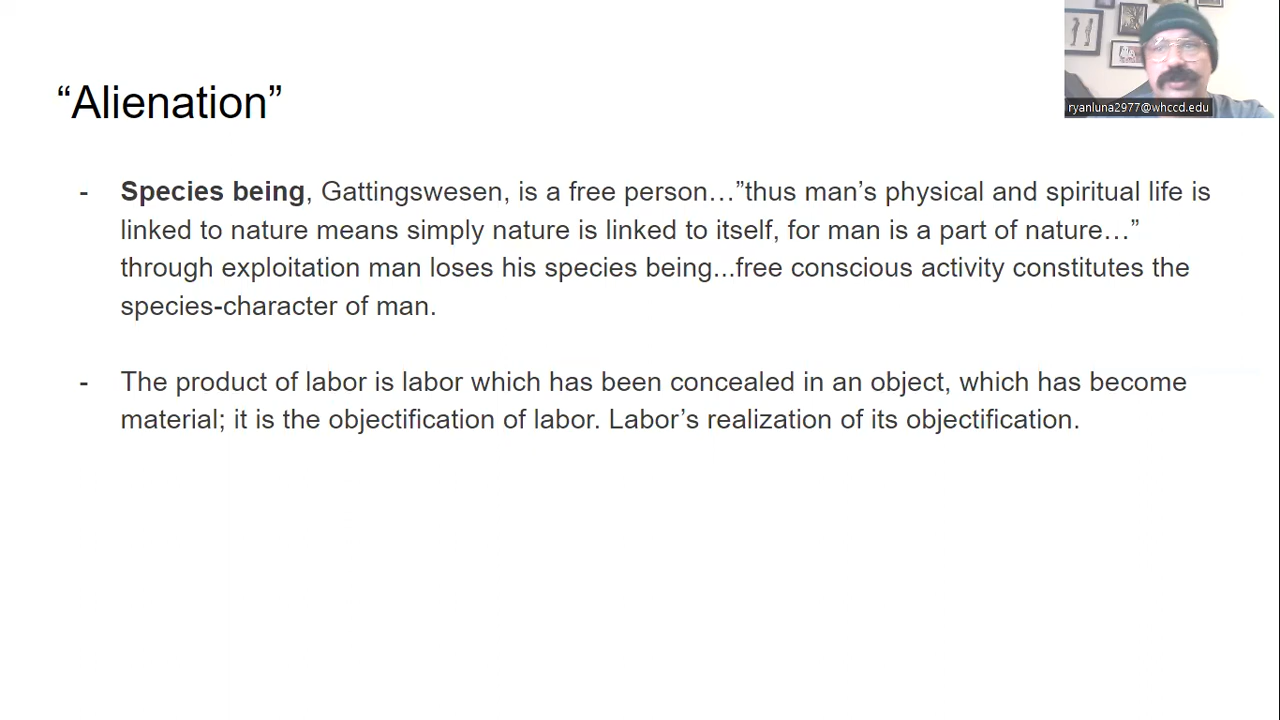 “Alienation”
ryanluna2977@whccd.edu
- Species being, Gattingswesen, is a free person…”thus man’s physical and spiritual life is
linked to nature means simply nature is linked to itself, for man is a part of nature…”
through exploitation man loses his species being...free conscious activity constitutes the
species-character of man.
- The product of labor is labor which has been concealed in an object, which has become
material; it is the objectification of labor. Labor’s realization of its objectification.